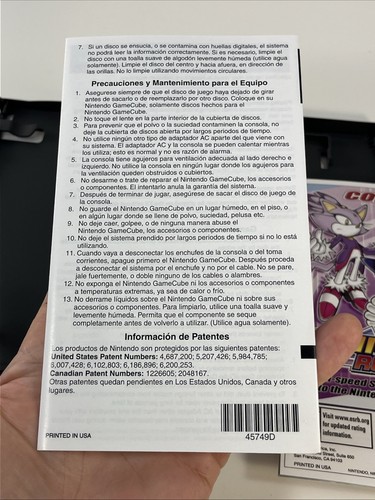 7. Si un disco se ensucia, o se contamina con huellas digitales, el sistema
no podrá leer la información correctamente. Si es necesario, limpie el
disco con una toalla suave de algodón levemente húmeda (utilice agua
solamente). Limpie el disco del centro y hacia afuera, en dirección de
las orillas. No lo limpie utilizando movimientos circulares.
Precauciones y Mantenimiento para el Equipo
1. Asegurese siempre de que el disco de juego haya dejado de girar
antes de sacarlo o de reemplazarlo por otro disco. Coloque en su
Nintendo GameCube, solamente discos hechos para el
Nintendo GameCube.
2. No toque el lente en la parte interior de la cubierta de discos.
3. Para prevenir que el polvo o la suciedad contaminen la consola, no
deje la cubierta de discos abierta por largos periodos de tiempo.
4. No utilice ningún otro tipo de adaptador AC aparte del que viene con
su sistema. El adaptador AC y la consola se pueden calentar mientras
los utiliza; esto es normal y no es razón de alarma.
5. La consola tiene agujeros para ventilación adecuada al lado derecho e
izquierdo. No utilice la consola en ningún lugar donde los agujeros para
la ventilación queden obstruidos o cubiertos.
6. No desarme o trate de reparar el Nintendo GameCube, los accesorios
o componentes. El intentarlo anula la garantía del sistema.
7. Después de terminar de jugar, asegúrese de sacar el disco de juego de
la consola.
8. No guarde el Nintendo GameCube en un lugar húmedo, en el piso, o
en algún lugar donde se llene de polvo, suciedad, pelusa etc.
9. No deje caer, golpee, o de ninguna manera abuse el
Nintendo GameCube, los accesorios o componentes.
10. No deje el sistema prendido por largos periodos de tiempo si no lo está
utilizando.
11. Cuando vaya a desconectar los enchufes de la consola o del toma
corrientes, apague primero el Nintendo GameCube. Después proceda
a desconectar el sistema por el enchufe y no por el cable. No se pare,
jale fuertemente, o doble ninguno de los cables o alambres.
12. No exponga el Nintendo GameCube ni los accesorios o componentes
a temperaturas extremas, ya sea de calor o frío.
13. No derrame líquidos sobre el Nintendo GameCube ni sobre sus
accesorios o componentes. Para limpiarlo, utilice una toalla suave y
levemente húmeda. Permita que el componente se seque
completamente antes de volverlo a utilizar. (Utilice agua solamente).
Información de Patentes
Los productos de Nintendo son protegidos por las siguientes patentes:
United States Patent Numbers: 4,687,200; 5,207,426; 5,984,785;
6,007,428; 6,102,803; 6,186,896; 6,200,253.
Canadian Patent Numbers: 1226605; 2048167.
Otras patentes quedan pendientes en Los Estados Unidos, Canada y otros
lugares.
PRINTED IN USA
45749D
Visit www.esrb.org
for updated rating
information.
Street, Suite 600
San Francisco, CA 94103
PRINTED IN USA